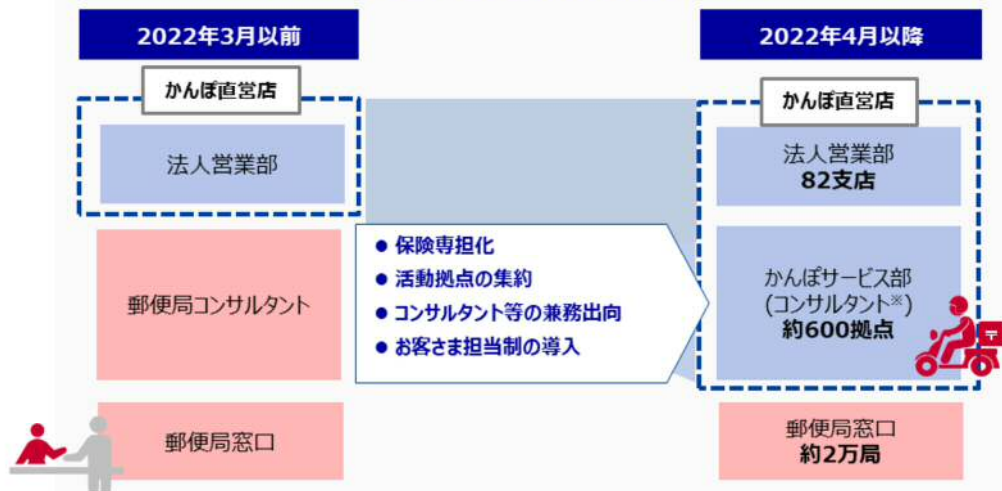 2022年3月以前
かんぽ直営店
法人営業部
郵便局コンサルタント
郵便局窓口
● 保険専担化
● 活動拠点の集約
● コンサルタント等の兼務出向
● お客さま担当制の導入
2022年4月以降
かんぽ直営店
法人営業部
82支店
かんぽサービス部
(コンサルタント※)
約600拠点
〒
郵便局窓口
約2万局